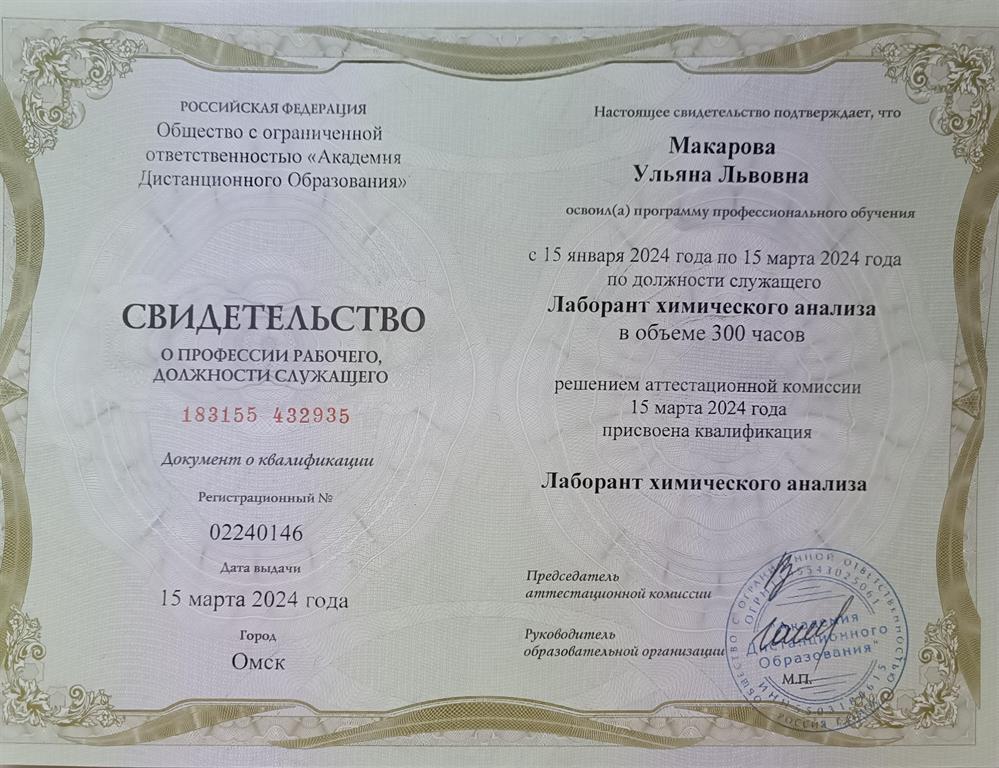 РОССИЙСКАЯ ФЕДЕРАЦИЯ
Общество с ограниченной
ответственностью «Академия
Дистанционного Образования»
СВИДЕТЕЛЬСТВО
О ПРОФЕССИИ РАБОЧЕГО,
ДОЛЖНОСТИ СЛУЖАЩЕГО
183155 432935
Документ о квалификации
Регистрационный №
02240146
Дата выдачи
15 марта 2024 года
Город
Омск
Настоящее свидетельство подтверждает, что
Макарова
Ульяна Львовна
освоил(а) программу профессионального обучения
с 15 января 2024 года по 15 марта 2024 года
по должности служащего
Лаборант химического анализа
в объеме 300 часов
решением аттестационной комиссии
15 марта 2024 года
присвоена квалификация
Лаборант химического анализа
Председатель
аттестационной комиссии
Руководитель
образовательной организации
М.П.
ОБЩЕСТВО С ОГРАНИЧЕННОЙ ОТВЕТСТВЕННОСТЬЮ
"Академия
Дистанционного
Образования"